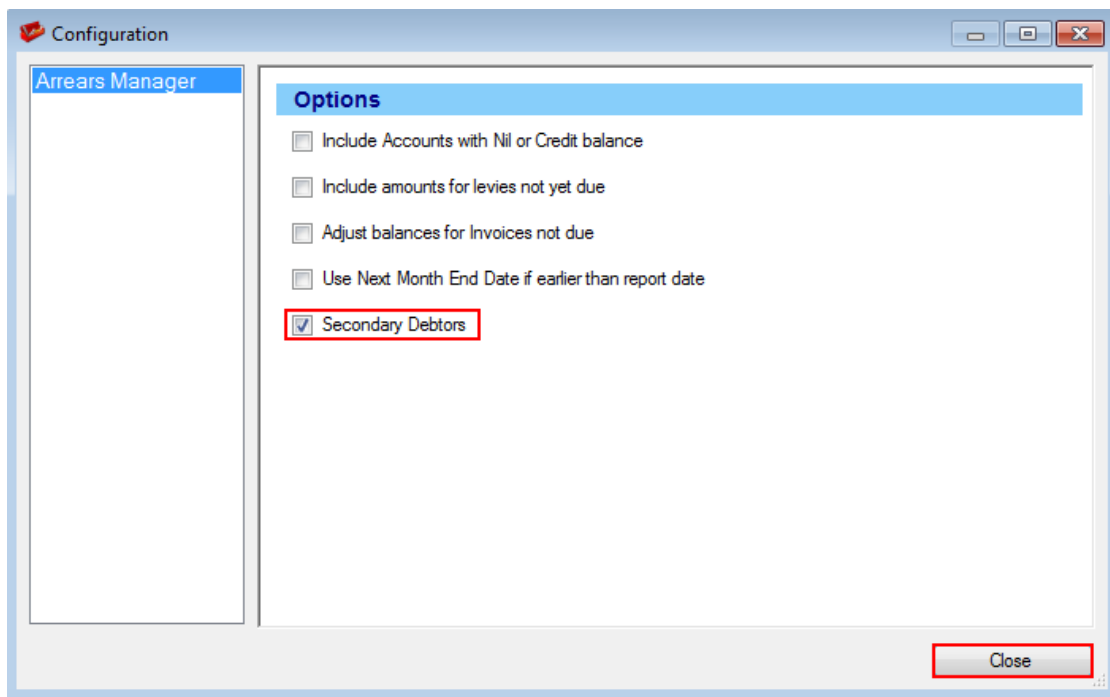 Configuration
Arrears Manager
Options
Include Accounts with Nil or Credit balance
Include amounts for levies not yet due
Adjust balances for Invoices not due
Use Next Month End Date if earlier than report date
Secondary Debtors
Close